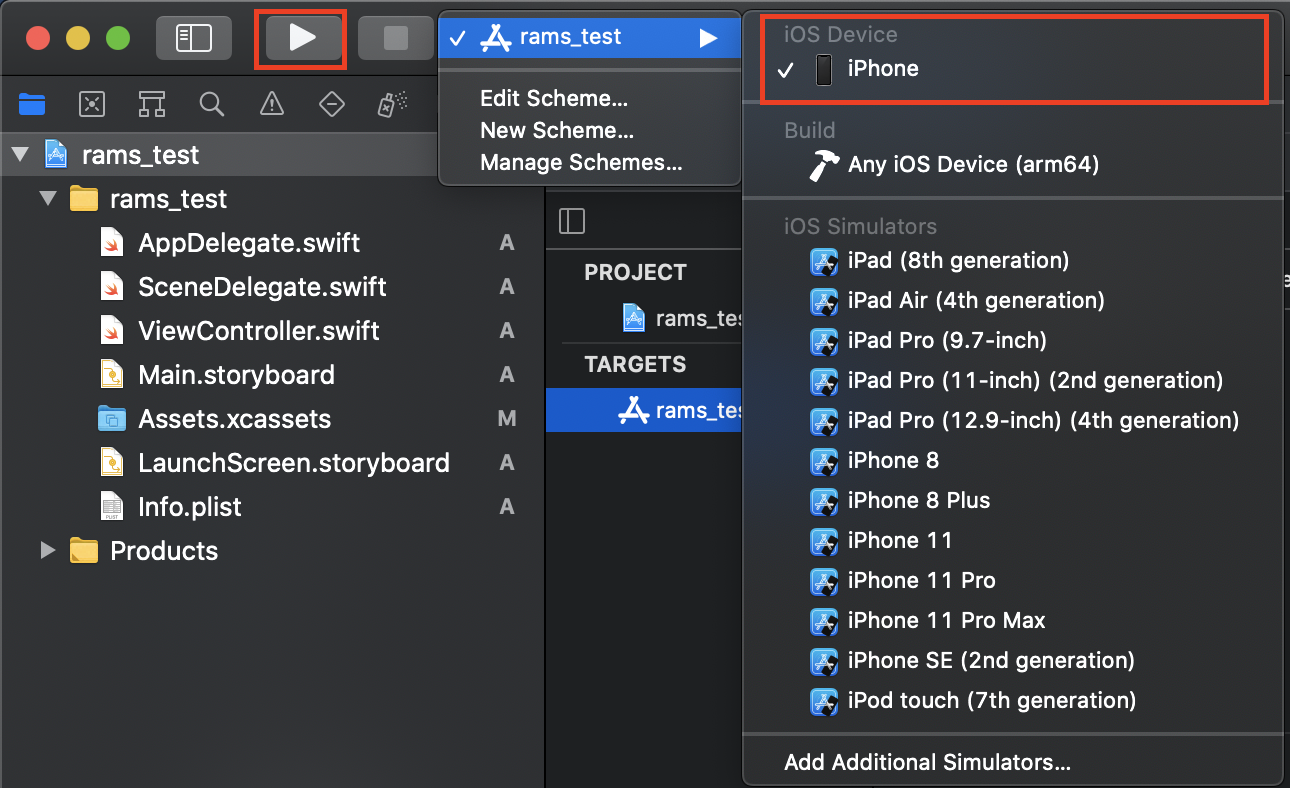 rams_test
Edit Scheme...
New Scheme...
Manage Schemes...
iOS Device
iPhone
Build
Any iOS Device (arm64)
iOS Simulators
iPad (8th generation)
iPad Air (4th generation)
iPad Pro (9.7-inch)
iPad Pro (11-inch) (2nd generation)
iPad Pro (12.9-inch) (4th generation)
iPhone 8
iPhone 8 Plus
iPhone 11
iPhone 11 Pro
iPhone 11 Pro Max
iPhone SE (2nd generation)
iPod touch (7th generation)
Add Additional Simulators...
rams_test
rams_test
AppDelegate.swift A
SceneDelegate.swift A
ViewController.swift A
Main.storyboard A
Assets.xcassets M
LaunchScreen.storyboard A
Info.plist A
Products
PROJECT
rams_tes
TARGETS
rams_tes